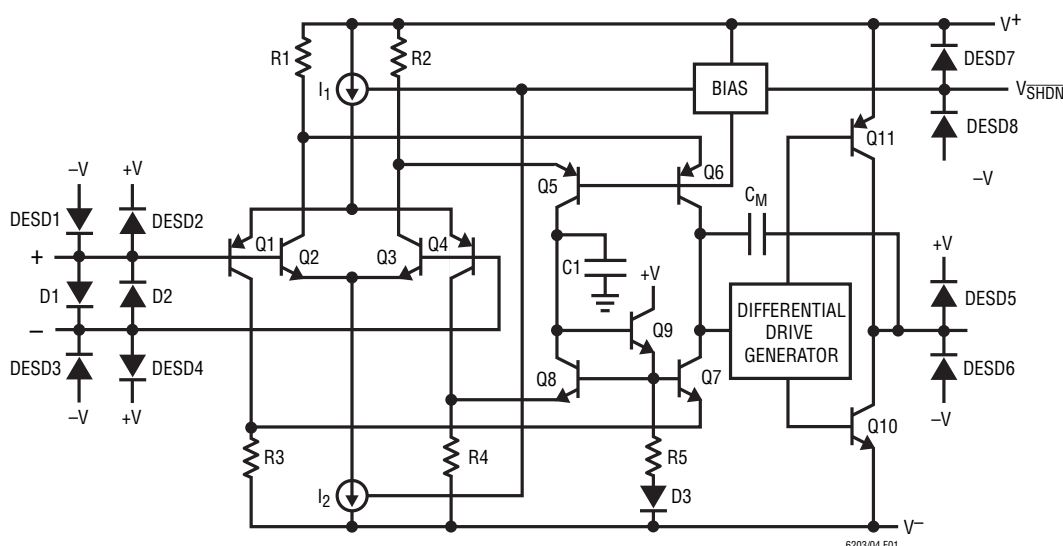 V+
R1
R2
DESD7
I1
BIAS
VSHDN
DESD8
–V
+V
Q11
–V
DESD1
DESD2
Q5
Q6
CM
+
Q1
Q2
Q3
Q4
C1
+V
+V
D1
D2
DESD5
–
Q9
DIFFERENTIAL
DRIVE
GENERATOR
DESD3
DESD4
Q8
Q7
DESD6
–V
+V
–V
Q10
R3
R4
R5
I2
D3
V–
6203/04 F01